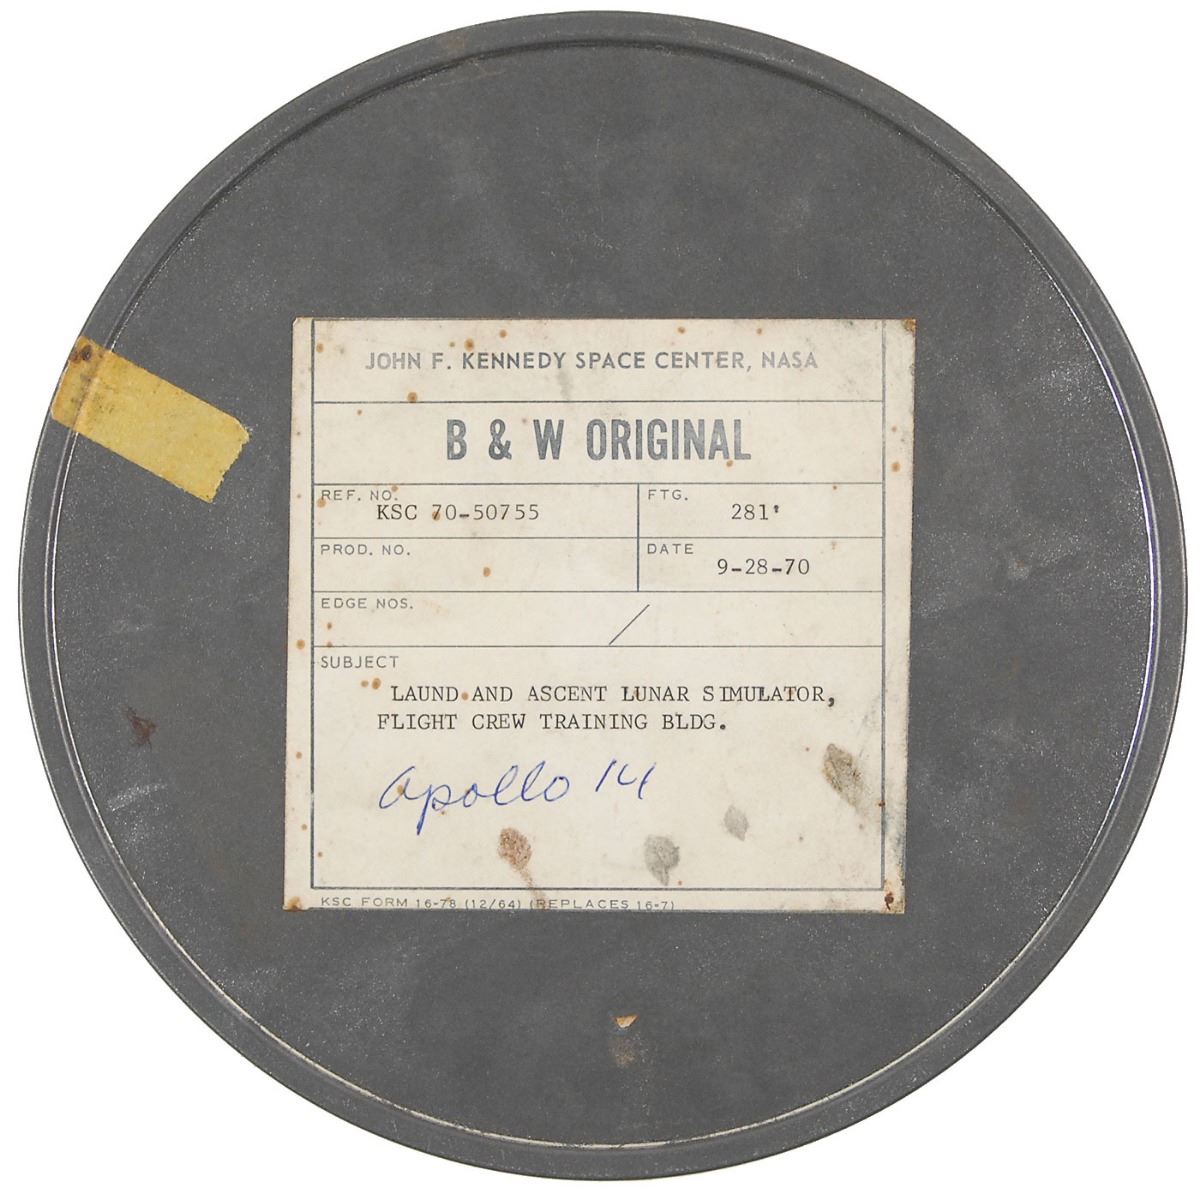 JOHN F. KENNEDY SPACE CENTER, NASA
B & W ORIGINAL
REF. NO. KSC 70-50755
FTG. 281'
PROD. NO.
DATE 9-28-70
EDGE NOS. /
SUBJECT
LAUND AND ASCENT LUNAR SIMULATOR,
FLIGHT CREW TRAINING BLDG.
Apollo 14
KSC FORM 16-78 (12/64) (REPLACES 16-7)